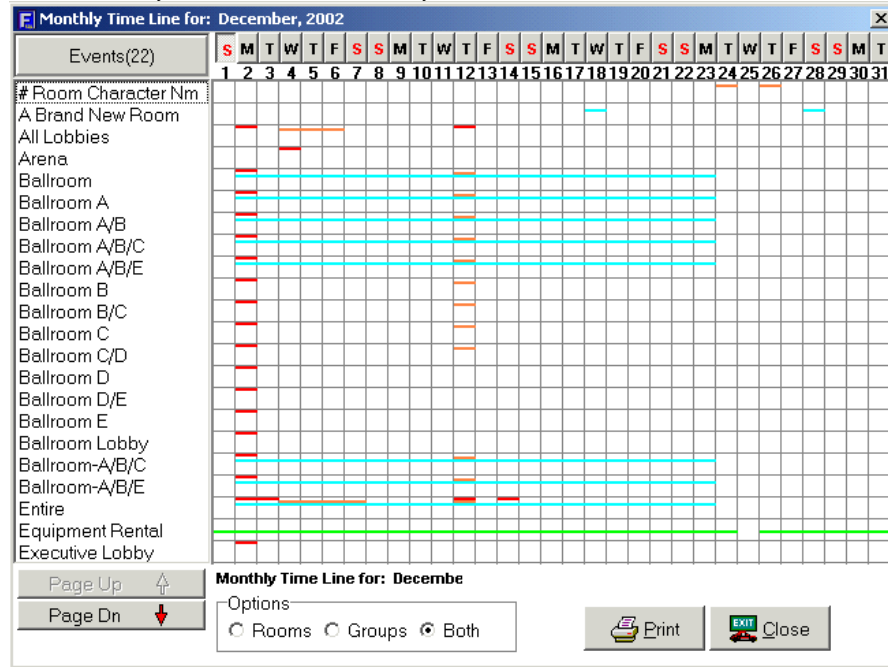 Monthly Time Line for: December, 2002
Events(22)
S M T W T F S S M T W T F S S M T W T F S S M T W T F S S M T
1 2 3 4 5 6 7 8 9 10 11 12 13 14 15 16 17 18 19 20 21 22 23 24 25 26 27 28 29 30 31
# Room Character Nm
A Brand New Room
All Lobbies
Arena
Ballroom
Ballroom A
Ballroom A/B
Ballroom A/B/C
Ballroom A/B/E
Ballroom B
Ballroom B/C
Ballroom C
Ballroom C/D
Ballroom D
Ballroom D/E
Ballroom E
Ballroom Lobby
Ballroom-A/B/C
Ballroom-A/B/E
Entire
Equipment Rental
Executive Lobby
Page Up
Page Dn
Monthly Time Line for: Decembe
Options
Rooms Groups Both
Print
EXIT Close